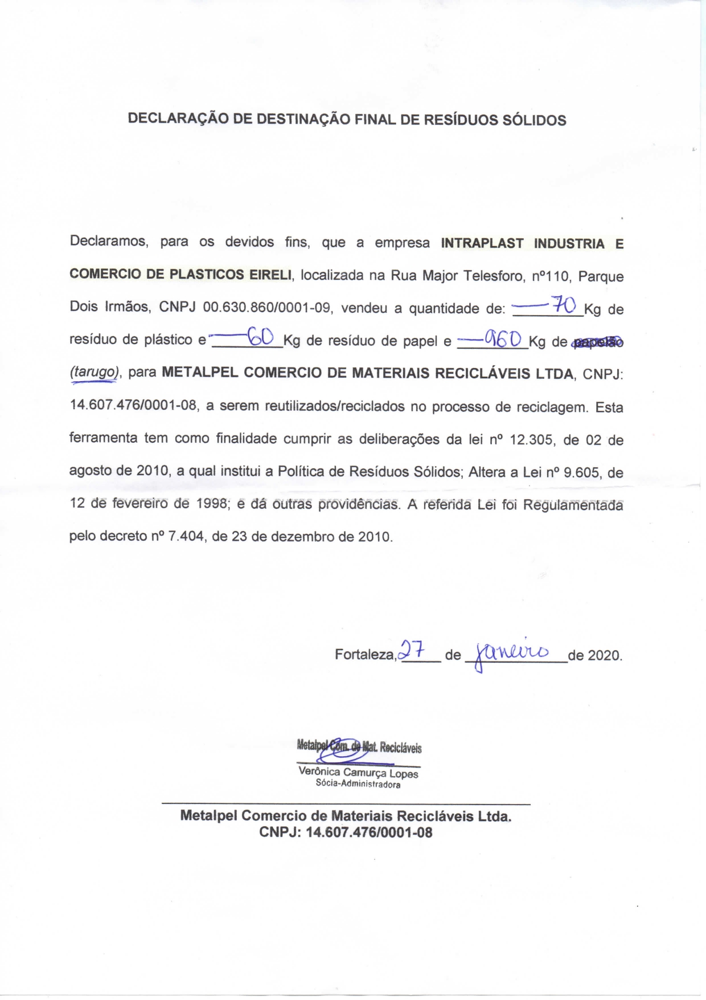 DECLARAÇÃO DE DESTINAÇÃO FINAL DE RESÍDUOS SÓLIDOS
Declaramos, para os devidos fins, que a empresa INTRAPLAST INDUSTRIA E
COMERCIO DE PLASTICOS EIRELI, localizada na Rua Major Telesforo, nº110, Parque
Dois Irmãos, CNPJ 00.630.860/0001-09, vendeu a quantidade de: 70 Kg de
resíduo de plástico e 60 Kg de resíduo de papel e 960 Kg de papelão
(tarugo), para METALPEL COMERCIO DE MATERIAIS RECICLÁVEIS LTDA, CNPJ:
14.607.476/0001-08, a serem reutilizados/reciclados no processo de reciclagem. Esta
ferramenta tem como finalidade cumprir as deliberações da lei nº 12.305, de 02 de
agosto de 2010, a qual institui a Política de Resíduos Sólidos; Altera a Lei nº 9.605, de
12 de fevereiro de 1998; e dá outras providências. A referida Lei foi Regulamentada
pelo decreto nº 7.404, de 23 de dezembro de 2010.
Fortaleza, 27 de janeiro de 2020.
Metalpel Com. de Mat. Recicláveis
Verônica Camurça Lopes
Sócia-Administradora
Metalpel Comercio de Materiais Recicláveis Ltda.
CNPJ: 14.607.476/0001-08